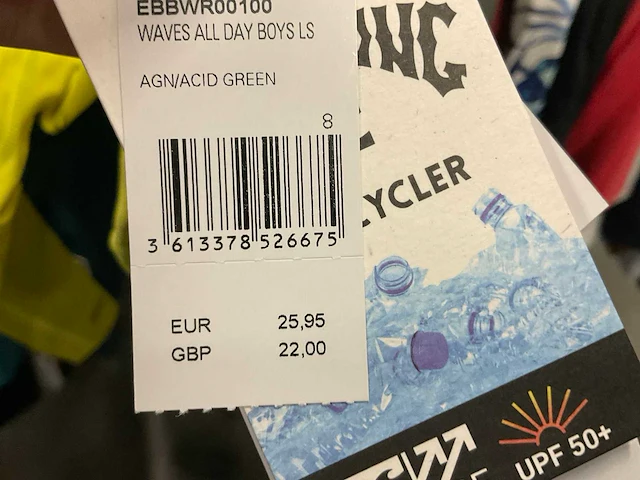 EBBWR00100
WAVES ALL DAY BOYS LS
AGN/ACID GREEN
8
3 613378 526675
EUR 25,95
GBP 22,00
UPF 50+